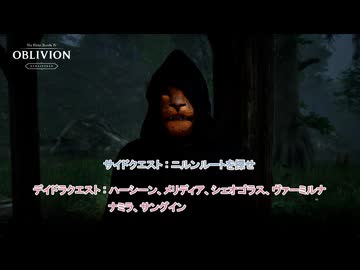 The Elder Scrolls IV
OBLIVION
REMASTERED
サイドクエスト：ニルンルートを探せ
デイドラクエスト：ハーシーン、メリディア、シェオゴラス、ヴァーミルナ
ナミラ、サングイン